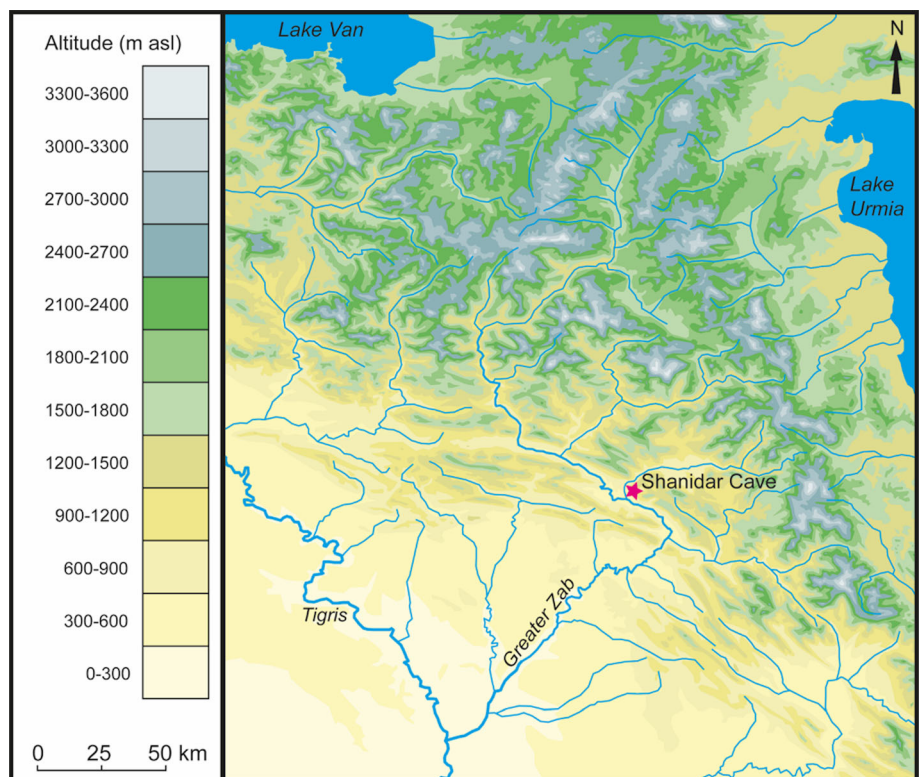 Altitude (m asl)
3300-3600
3000-3300
2700-3000
2400-2700
2100-2400
1800-2100
1500-1800
1200-1500
900-1200
600-900
300-600
0-300
0 25 50 km
Lake Van
N
Lake
Urmia
Shanidar Cave
Greater Zab
Tigris